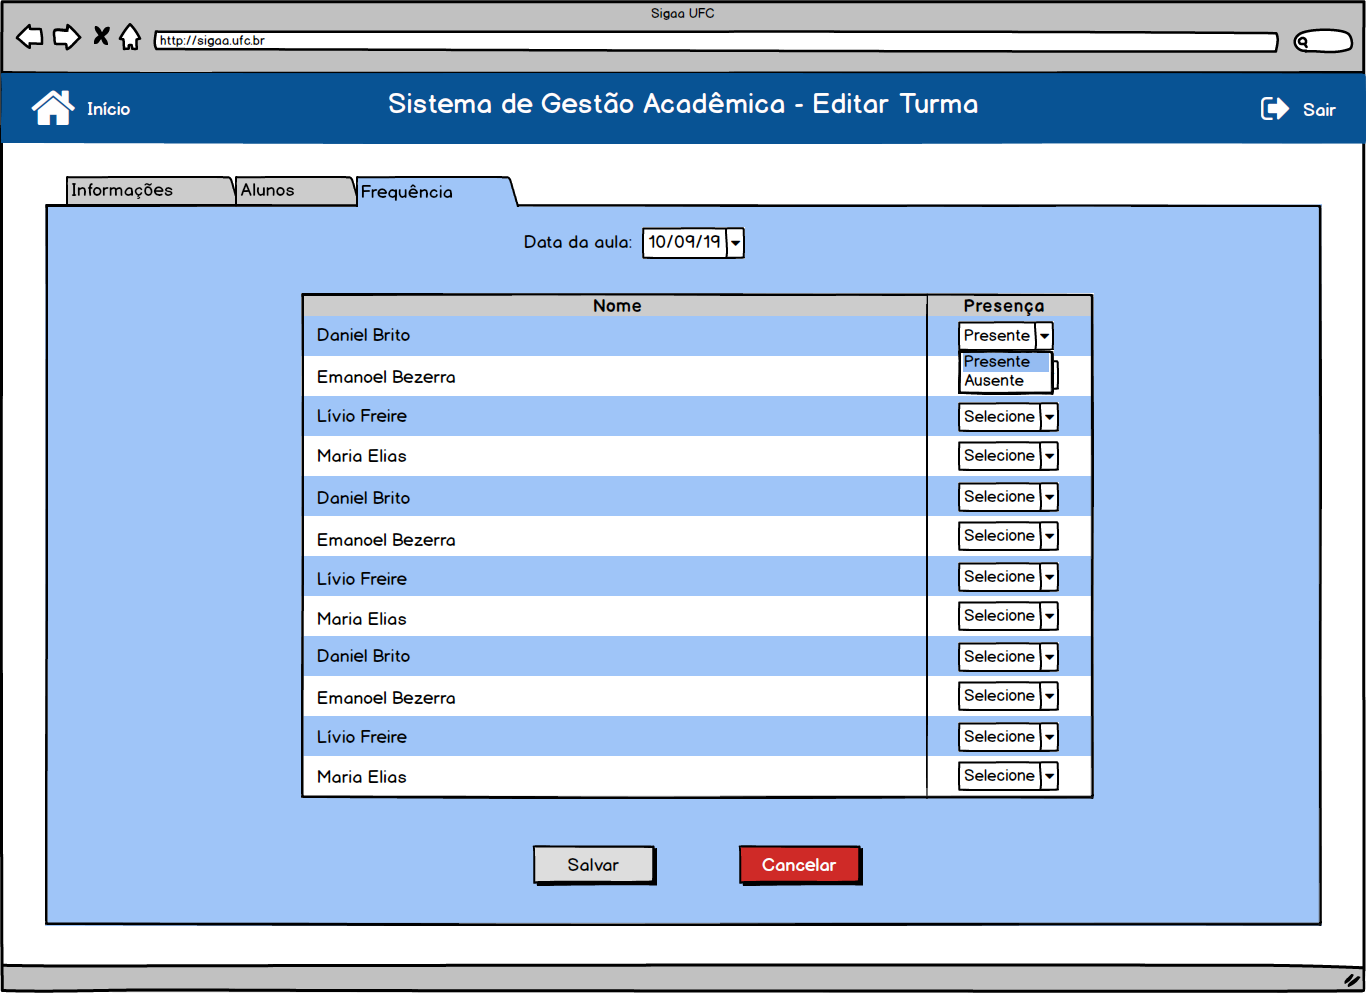 Sigaa UFC
http://sigaa.ufc.br
Início
Sistema de Gestão Acadêmica - Editar Turma
Sair
Informações
Alunos
Frequência
Data da aula: 10/09/19
Nome Presença
Daniel Brito Presente
Presente
Emanoel Bezerra Ausente
Lívio Freire Selecione
Maria Elias Selecione
Daniel Brito Selecione
Emanoel Bezerra Selecione
Lívio Freire Selecione
Maria Elias Selecione
Daniel Brito Selecione
Emanoel Bezerra Selecione
Lívio Freire Selecione
Maria Elias Selecione
Salvar Cancelar